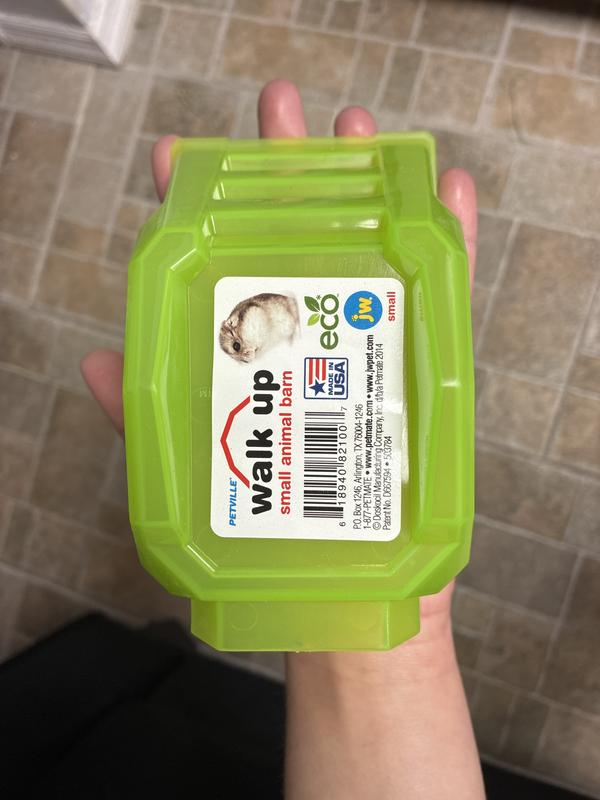 PETVILLE
walk up
small animal barn
eco
jw.
small
MADE IN
USA
6 18940 82100 7
P.O. Box 1246, Arlington, TX 76004-1246
1-877-PETMATE • www.petmate.com • www.jwpet.com
© Doskocil Manufacturing Company, Inc. d/b/a Petmate 2014
Patent No. D667594 • 503764